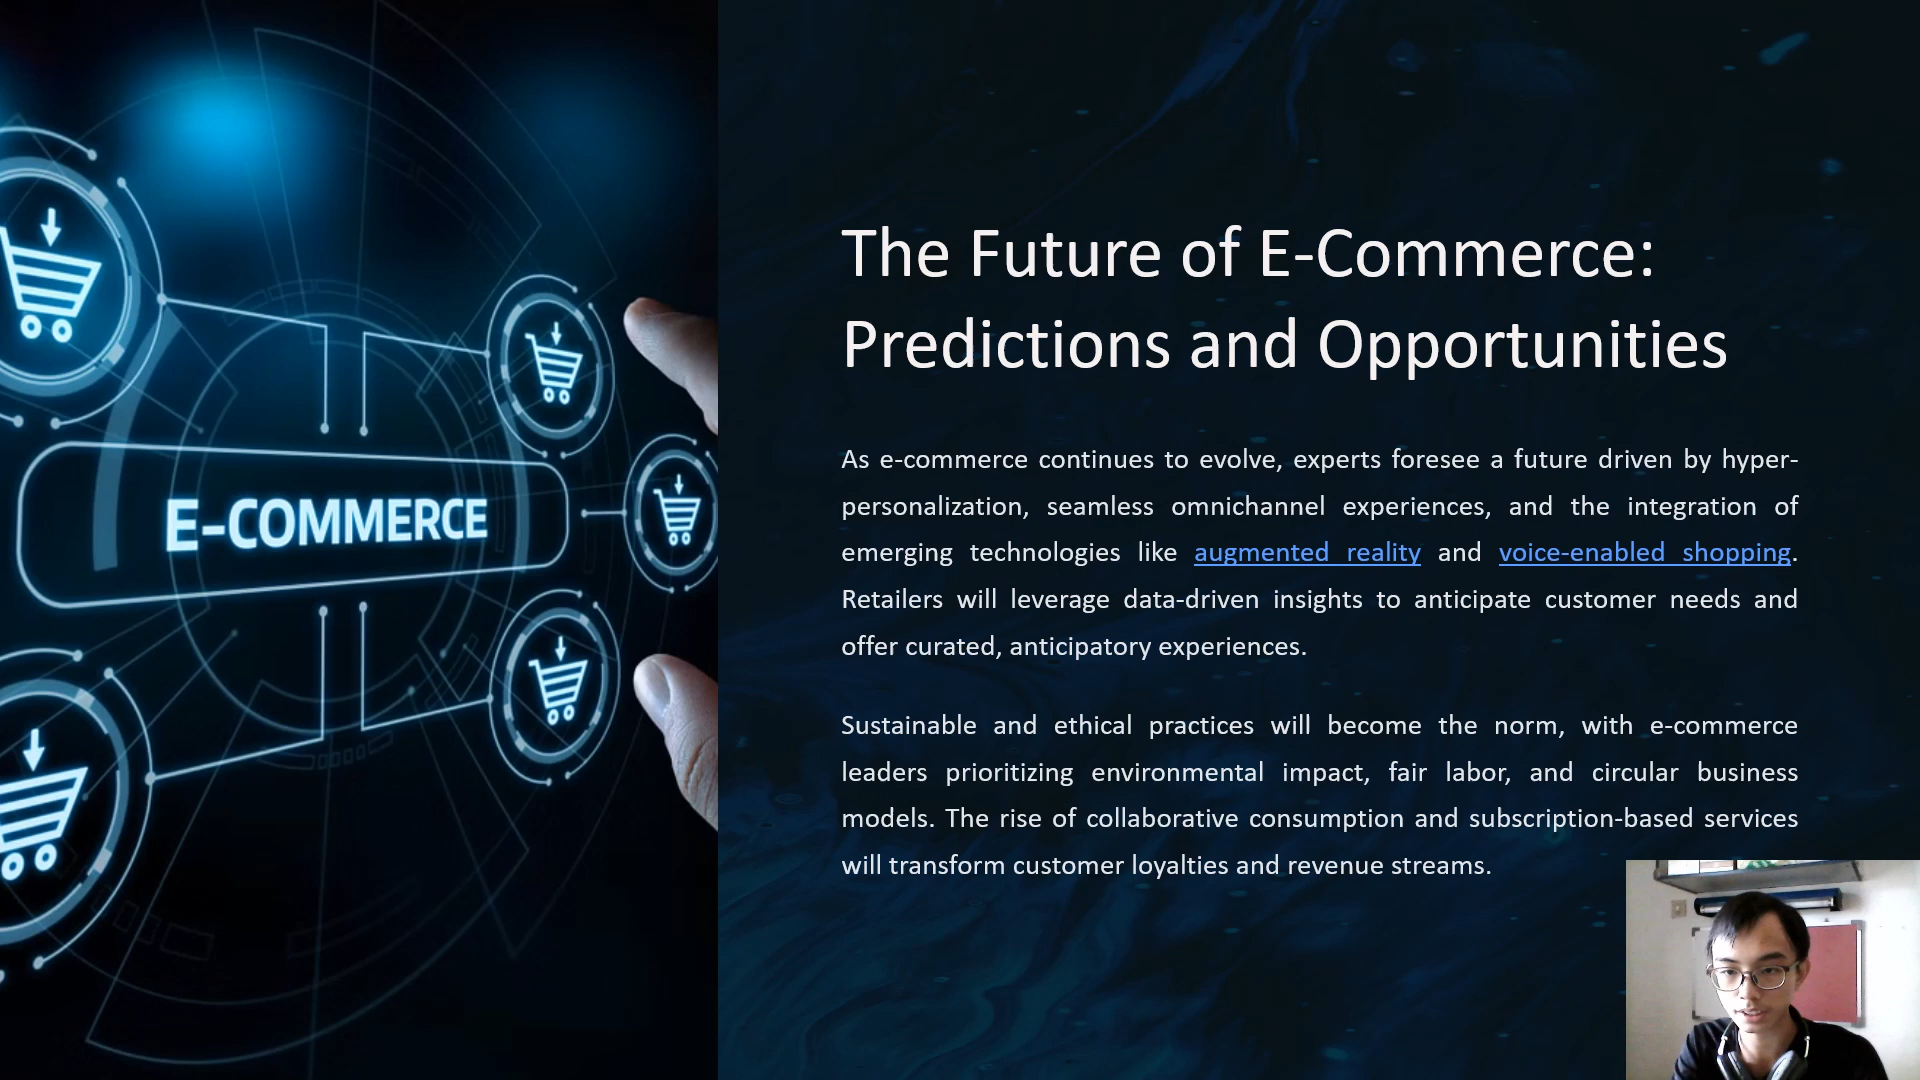 E-COMMERCE
The Future of E-Commerce:
Predictions and Opportunities
As e-commerce continues to evolve, experts foresee a future driven by hyper-
personalization, seamless omnichannel experiences, and the integration of
emerging technologies like augmented reality and voice-enabled shopping.
Retailers will leverage data-driven insights to anticipate customer needs and
offer curated, anticipatory experiences.
Sustainable and ethical practices will become the norm, with e-commerce
leaders prioritizing environmental impact, fair labor, and circular business
models. The rise of collaborative consumption and subscription-based services
will transform customer loyalties and revenue streams.